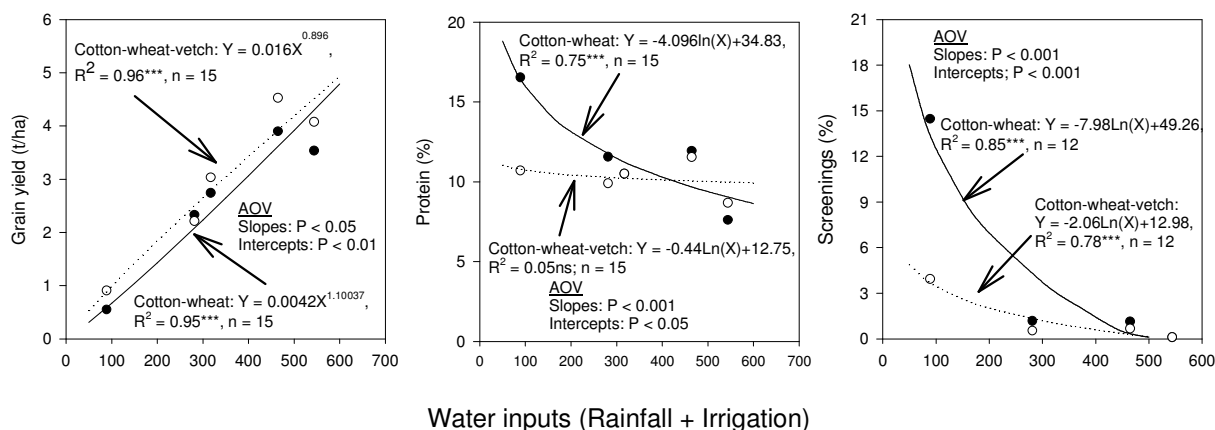 Grain yield (t/ha)
6
5
4
3
2
1
0
0 100 200 300 400 500 600 700
Cotton-wheat-vetch: Y = 0.016X^0.896,
R² = 0.96***, n = 15
AOV
Slopes: P < 0.05
Intercepts: P < 0.01
Cotton-wheat: Y = 0.0042X^1.10037,
R² = 0.95***, n = 15
Protein (%)
20
15
10
5
0
0 100 200 300 400 500 600 700
Cotton-wheat: Y = -4.096ln(X)+34.83,
R² = 0.75***, n = 15
Cotton-wheat-vetch: Y = -0.44Ln(X)+12.75,
R² = 0.05ns; n = 15
AOV
Slopes: P < 0.001
Intercepts: P < 0.05
Screenings (%)
21
18
15
12
9
6
3
0
0 100 200 300 400 500 600
AOV
Slopes: P < 0.001
Intercepts; P < 0.001
Cotton-wheat: Y = -7.98Ln(X)+49.26,
R² = 0.85***, n = 12
Cotton-wheat-vetch:
Y = -2.06Ln(X)+12.98,
R² = 0.78***, n = 12
Water inputs (Rainfall + Irrigation)